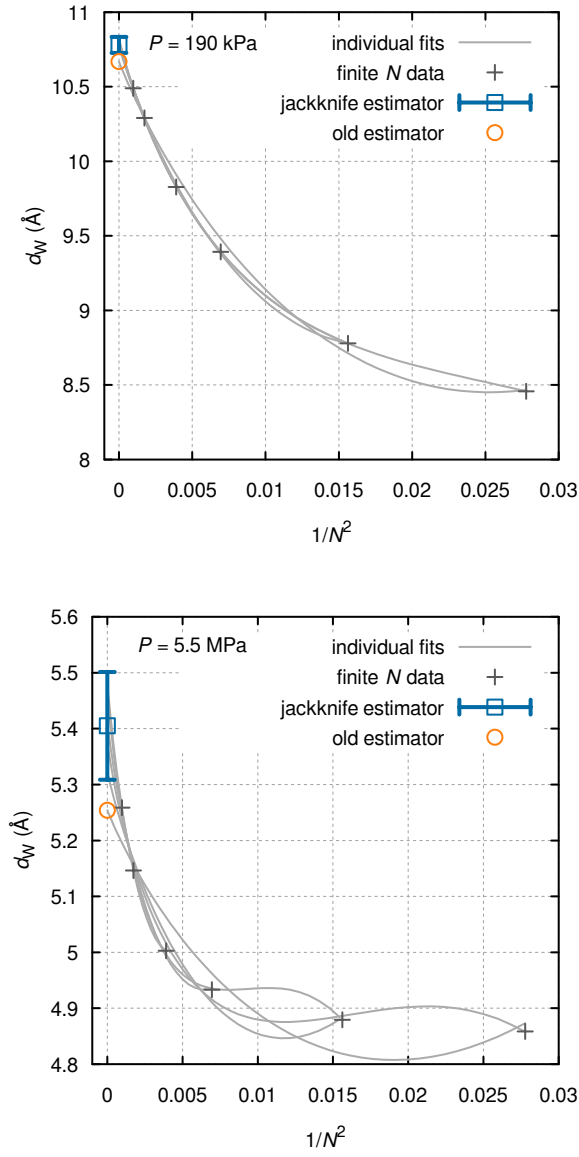 11
10.5
10
9.5
9
8.5
8
d_W (Å)
P = 190 kPa
individual fits
finite N data
jackknife estimator
old estimator
0 0.005 0.01 0.015 0.02 0.025 0.03
1/N²
5.6
5.5
5.4
5.3
5.2
5.1
5
4.9
4.8
d_W (Å)
P = 5.5 MPa
individual fits
finite N data
jackknife estimator
old estimator
0 0.005 0.01 0.015 0.02 0.025 0.03
1/N²